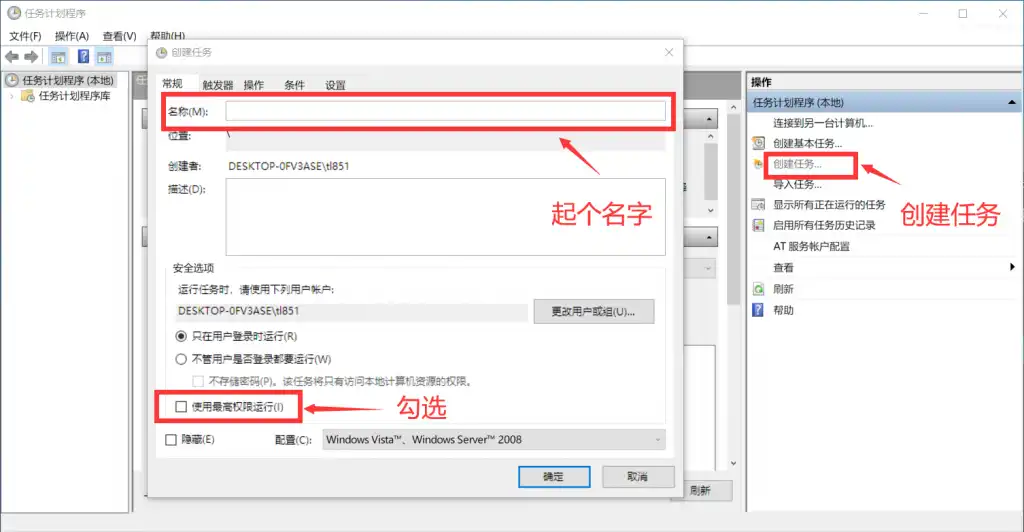 任务计划程序
文件(F) 操作(A) 查看(V) 帮助(H)
任务计划程序 (本地)
任务计划程序库
创建任务
常规 触发器 操作 条件 设置
名称(M):
位置: \
创建者: DESKTOP-0FV3ASE\tl851
描述(D):
起个名字
安全选项
运行任务时，请使用下列用户帐户:
DESKTOP-0FV3ASE\tl851
更改用户或组(U)...
只在用户登录时运行(R)
不管用户是否登录都要运行(W)
不存储密码(P)。该任务将只有访问本地计算机资源的权限。
使用最高权限运行(I)
勾选
隐藏(E) 配置(C): Windows Vista™、Windows Server™ 2008
确定 取消
刷新
操作
任务计划程序 (本地)
连接到另一台计算机...
创建基本任务...
创建任务...
导入任务...
创建任务
显示所有正在运行的任务
启用所有任务历史记录
AT 服务帐户配置
查看
刷新
帮助